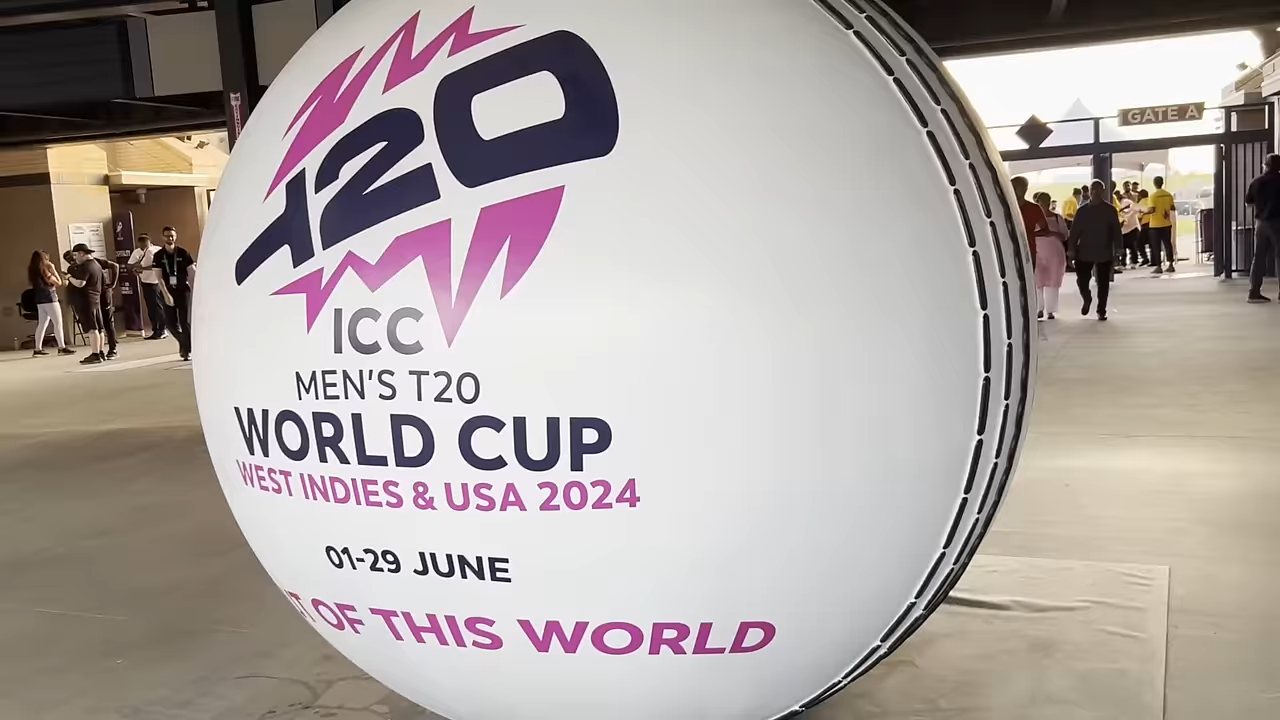 T20
ICC
MEN'S T20
WORLD CUP
WEST INDIES & USA 2024
01-29 JUNE
T OF THIS WORLD
GATE A